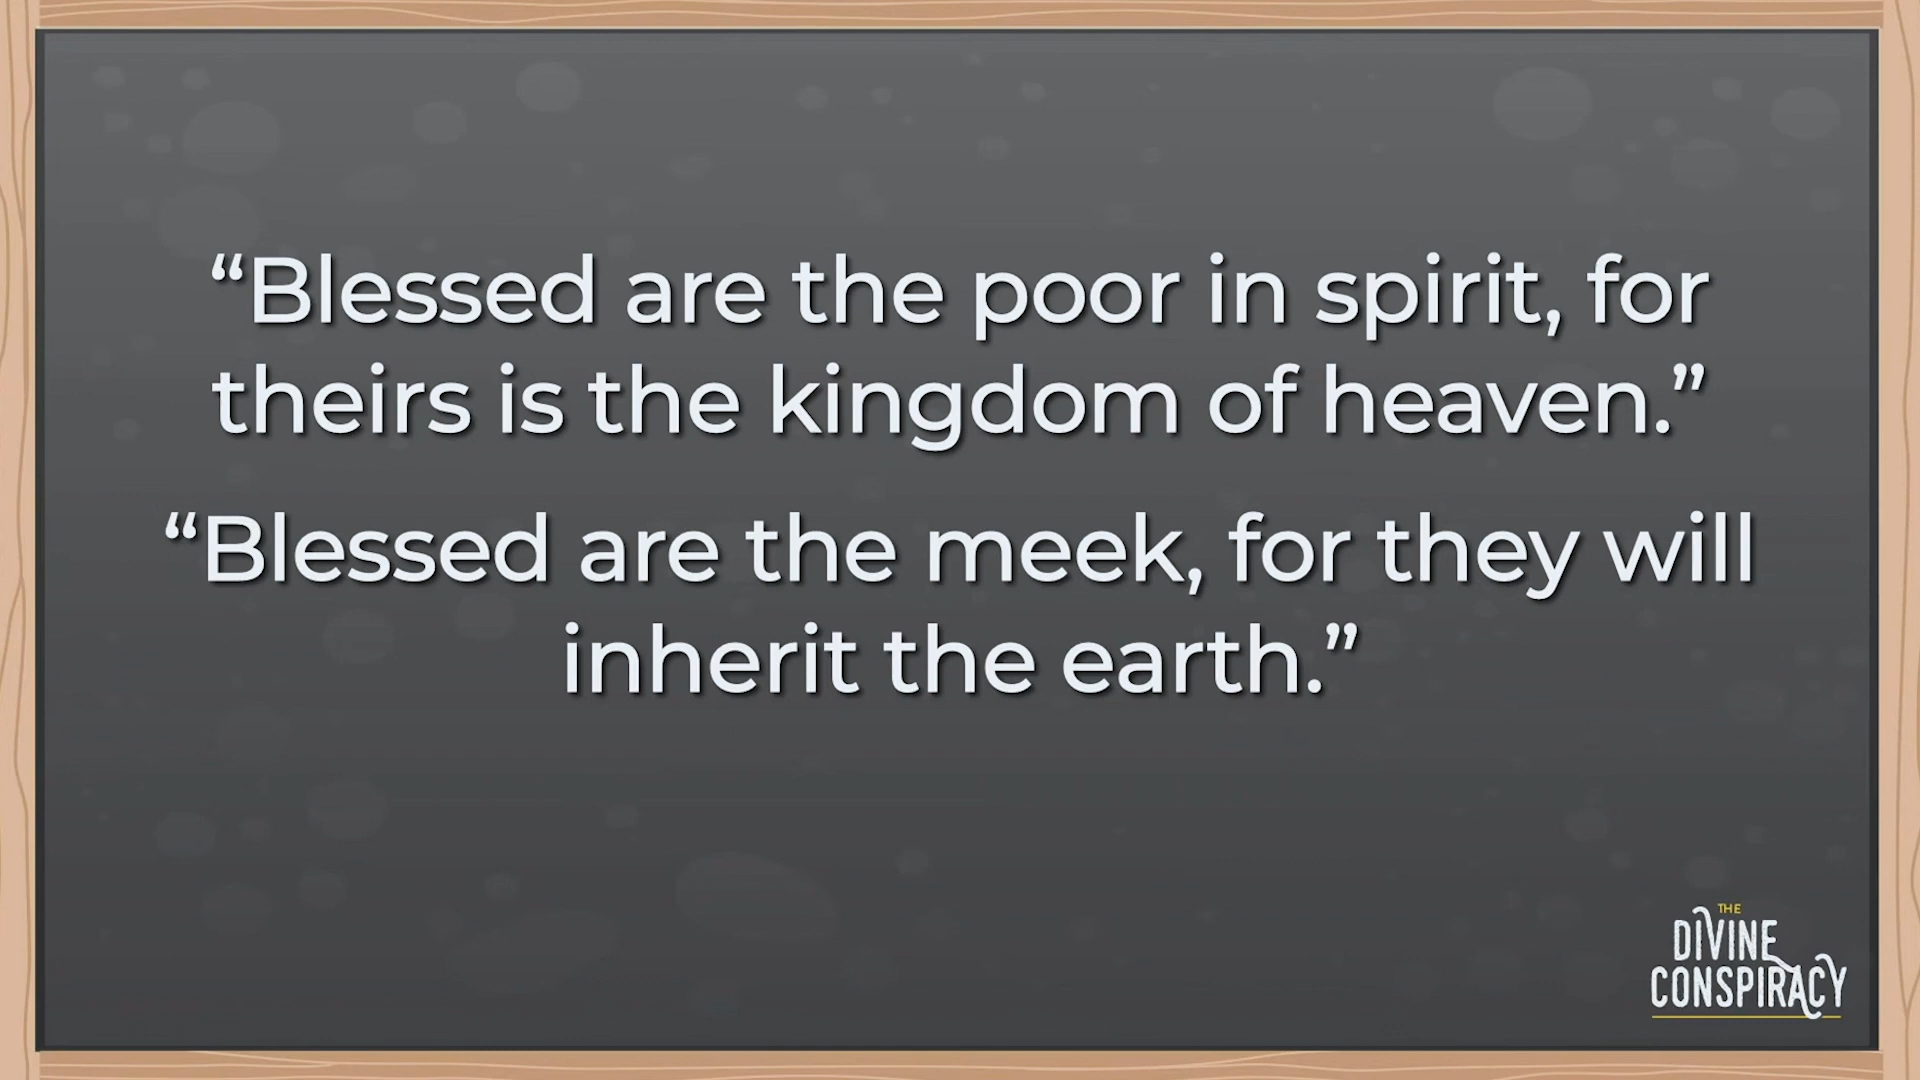 “Blessed are the poor in spirit, for
theirs is the kingdom of heaven.”
“Blessed are the meek, for they will
inherit the earth.”
THE
DIVINE
CONSPIRACY